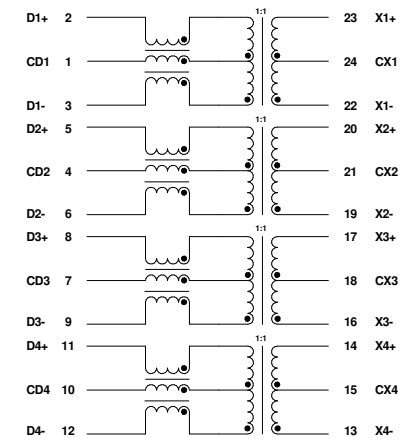 1:1
D1+ 2 23 X1+
CD1 1 24 CX1
D1- 3 22 X1-
1:1
D2+ 5 20 X2+
CD2 4 21 CX2
D2- 6 19 X2-
1:1
D3+ 8 17 X3+
CD3 7 18 CX3
D3- 9 16 X3-
1:1
D4+ 11 14 X4+
CD4 10 15 CX4
D4- 12 13 X4-